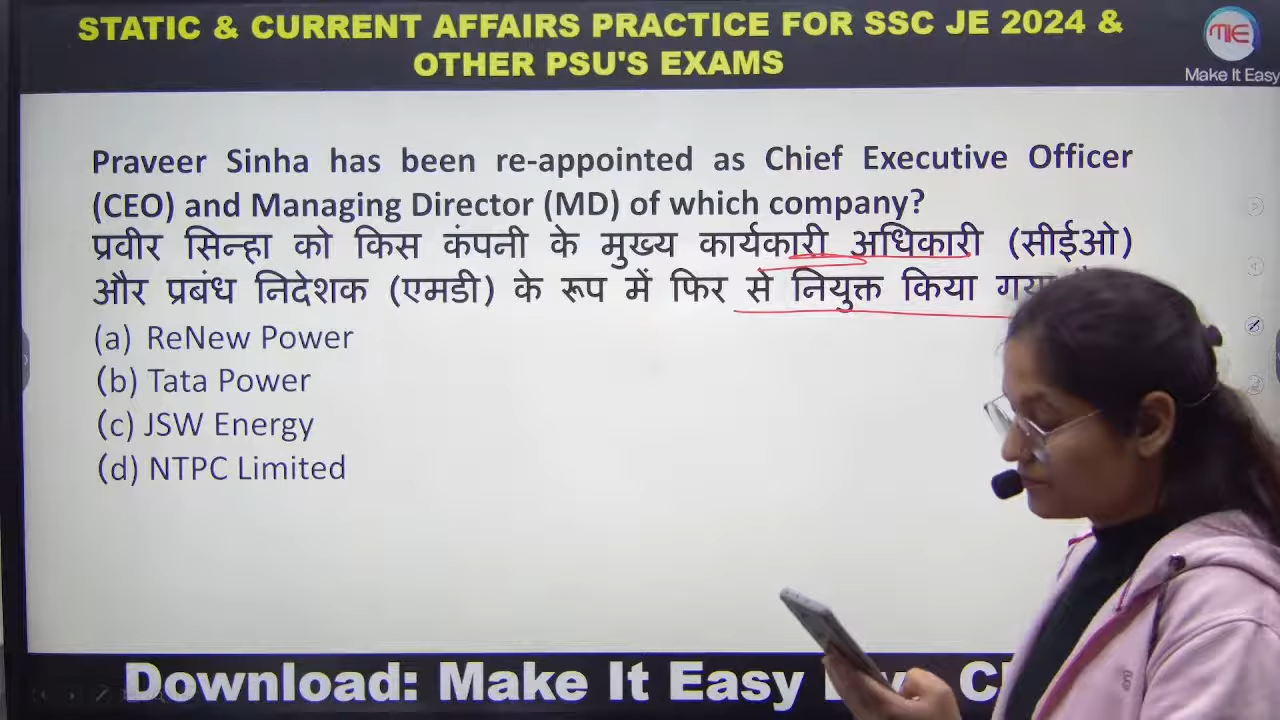 STATIC & CURRENT AFFAIRS PRACTICE FOR SSC JE 2024 &
OTHER PSU'S EXAMS
MIE
Make It Easy
Praveer Sinha has been re-appointed as Chief Executive Officer
(CEO) and Managing Director (MD) of which company?
प्रवीर सिन्हा को किस कंपनी के मुख्य कार्यकारी अधिकारी (सीईओ)
और प्रबंध निदेशक (एमडी) के रूप में फिर से नियुक्त किया
(a) ReNew Power
(b) Tata Power
(c) JSW Energy
(d) NTPC Limited
Download: Make It Easy